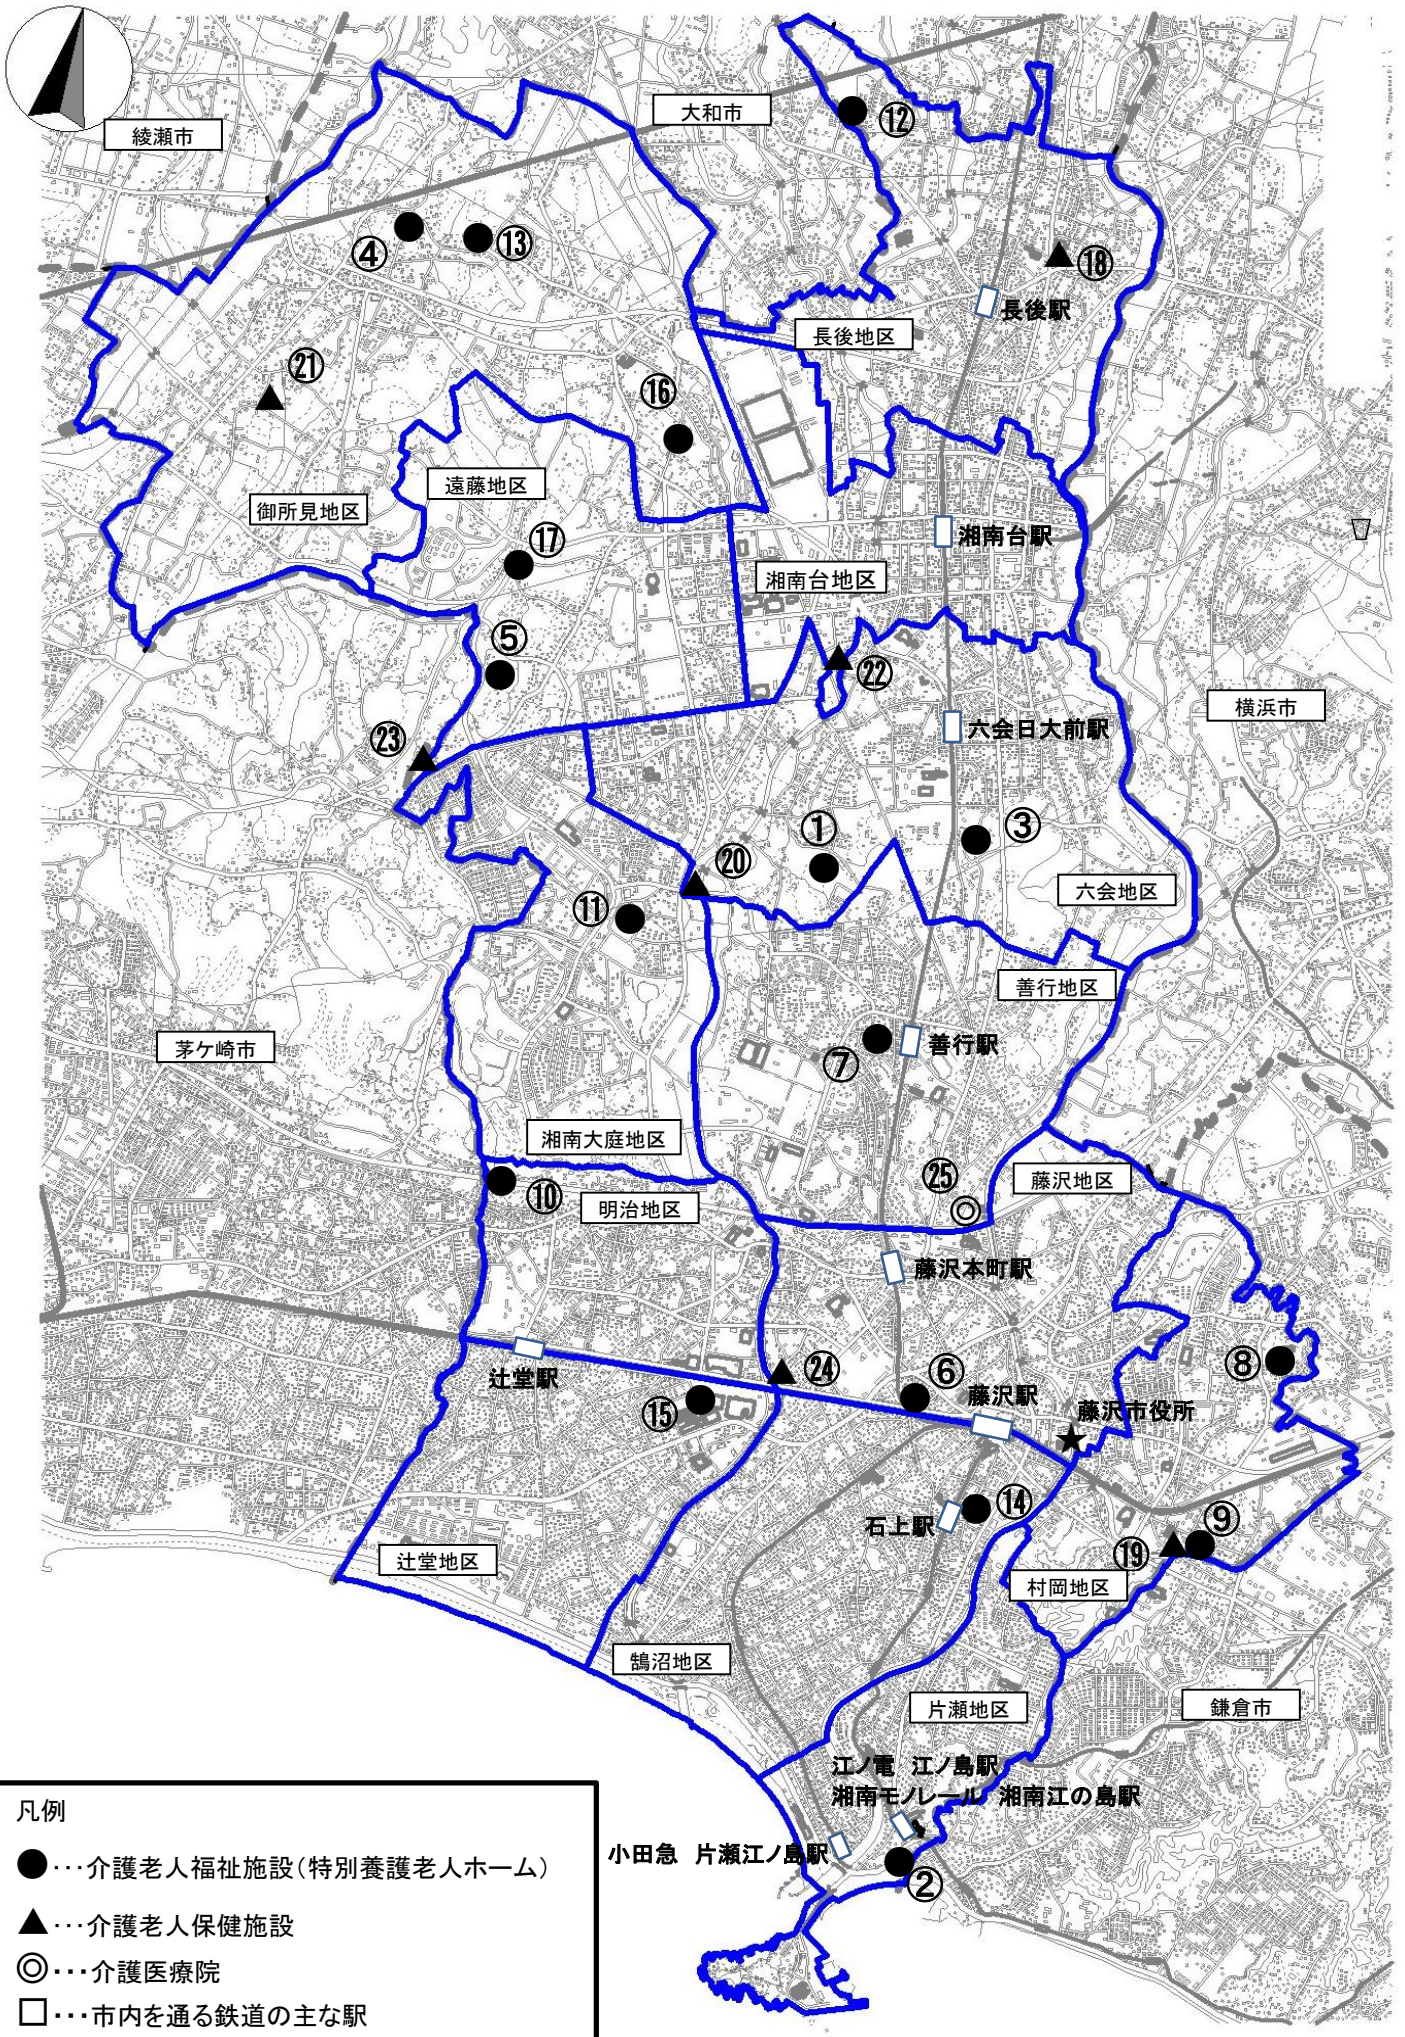 綾瀬市
大和市
⑫
④
⑬
⑱
長後駅
長後地区
㉑
⑯
遠藤地区
御所見地区
⑰
湘南台駅
湘南台地区
⑤
㉒
横浜市
六会日大前駅
㉓
①
③
⑳
六会地区
⑪
善行地区
茅ケ崎市
善行駅
⑦
湘南大庭地区
㉕
藤沢地区
⑩
明治地区
藤沢本町駅
⑧
辻堂駅
㉔
⑥
藤沢駅
⑮
藤沢市役所
⑭
石上駅
⑨
⑲
辻堂地区
村岡地区
鵠沼地区
片瀬地区
鎌倉市
江ノ電 江ノ島駅
湘南モノレール 湘南江の島駅
小田急 片瀬江ノ島駅
②
凡例
●…介護老人福祉施設(特別養護老人ホーム)
▲…介護老人保健施設
◎…介護医療院
□…市内を通る鉄道の主な駅